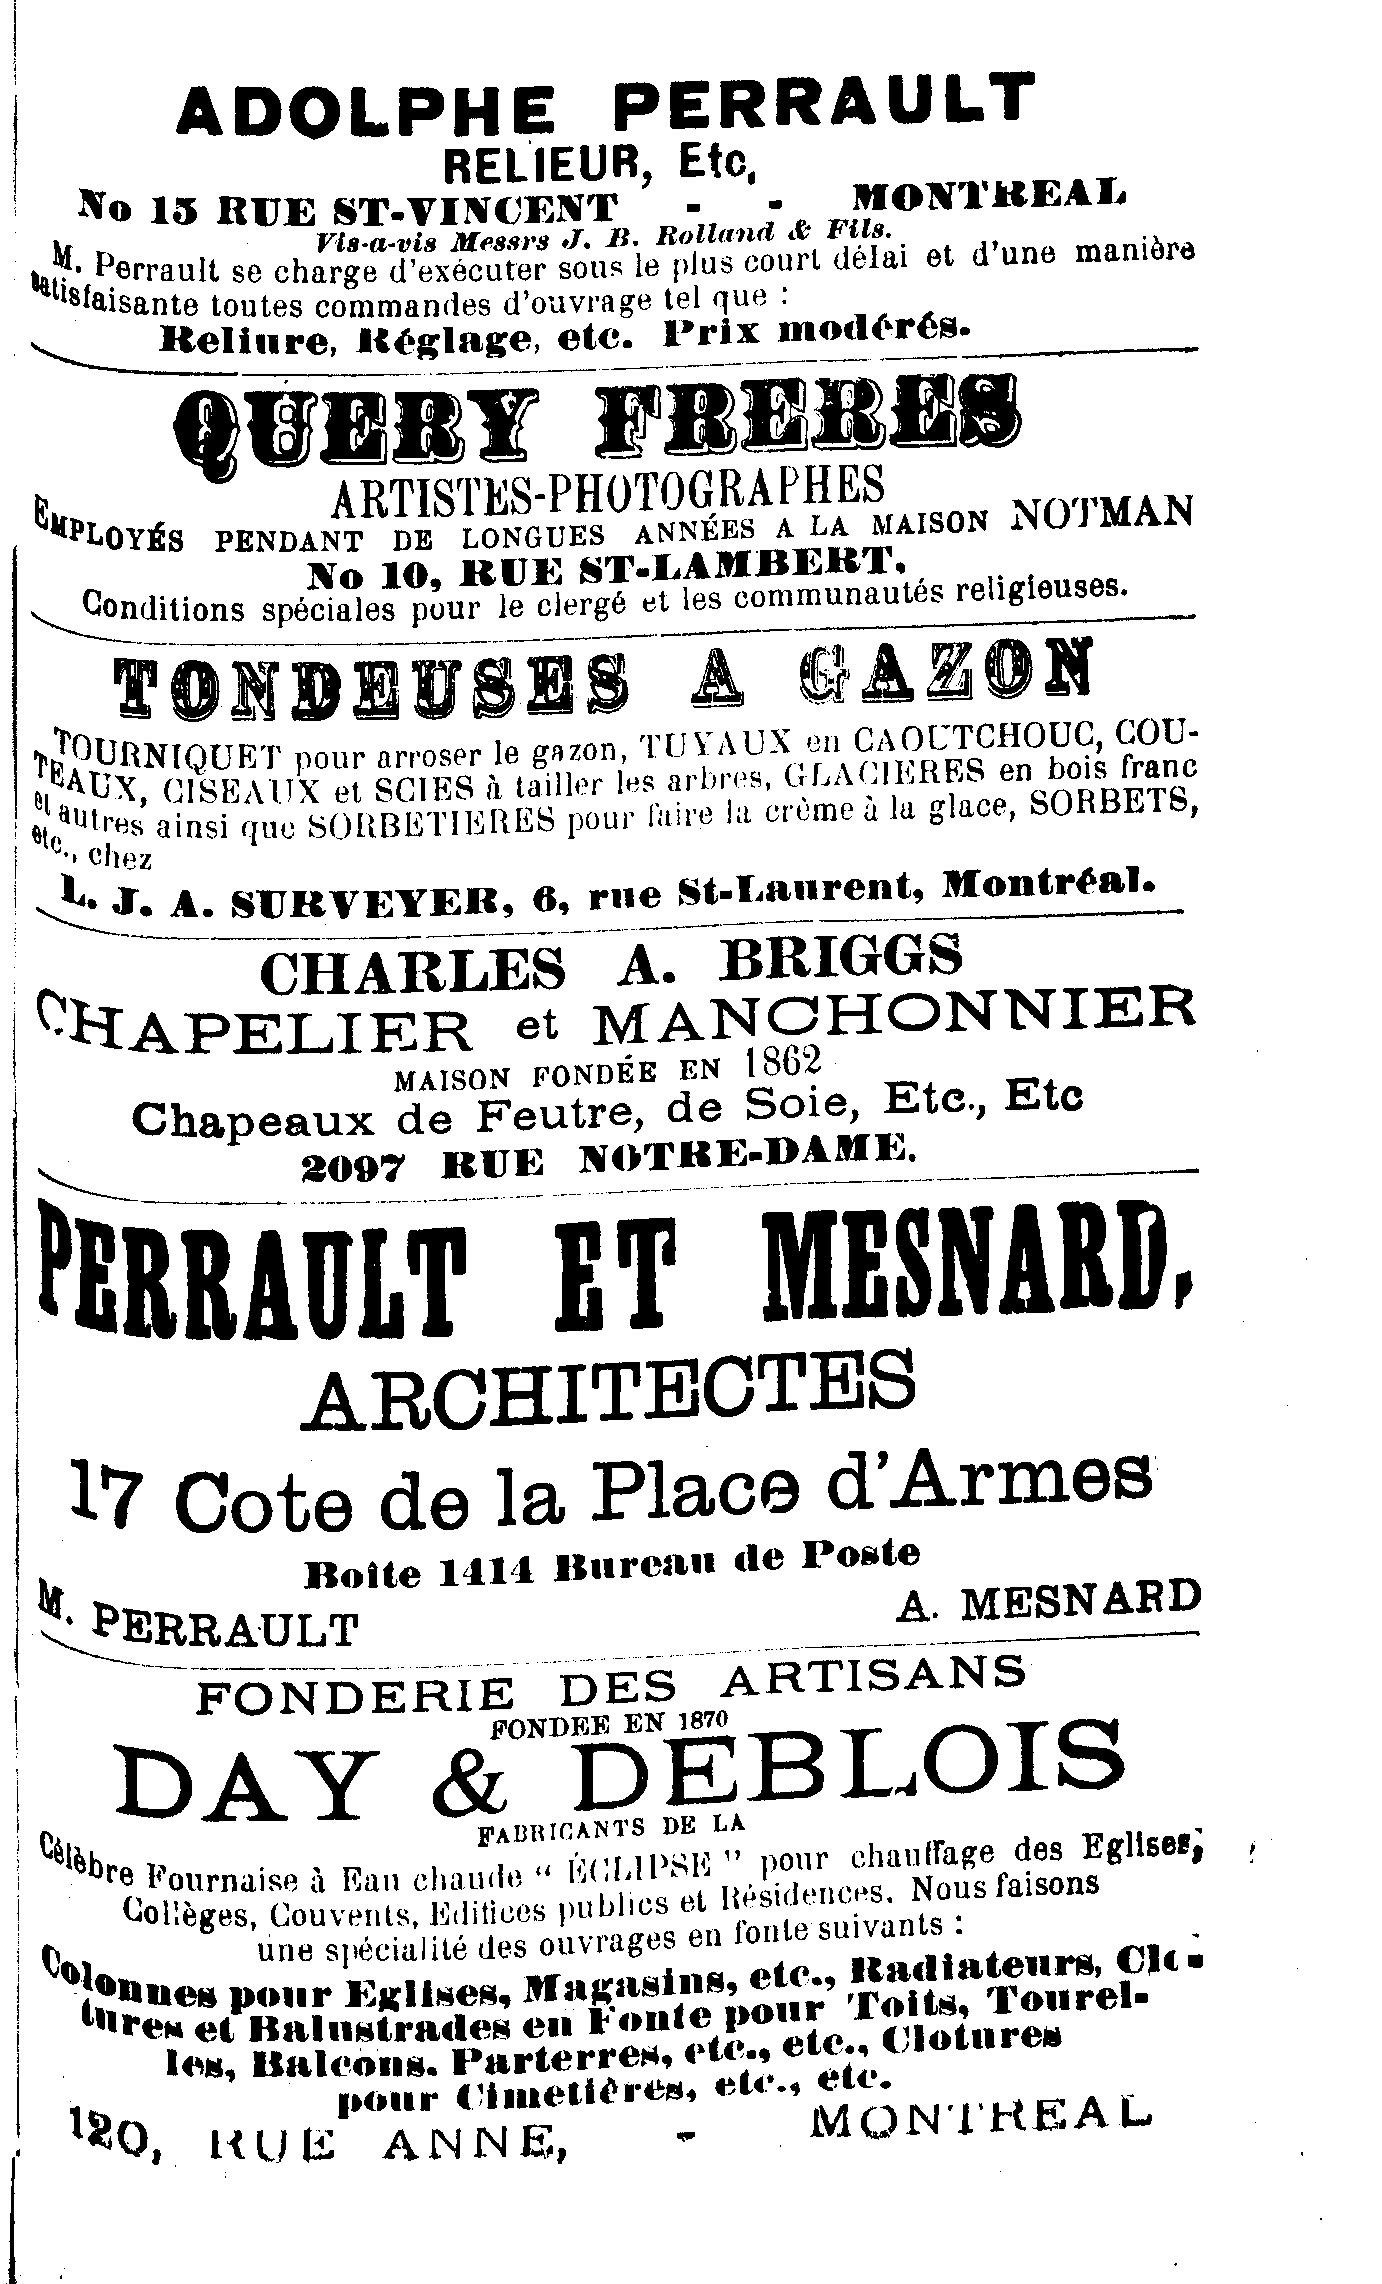 ADOLPHE PERRAULT
RELIEUR, Etc,
No 15 RUE ST-VINCENT - - MONTREAL
Vis-a-vis Messrs J. B. Rolland & Fils.
M. Perrault se charge d'exécuter sous le plus court délai et d'une manière
satisfaisante toutes commandes d'ouvrage tel que :
Reliure, Réglage, etc. Prix modérés.
QUERY FRERES
ARTISTES-PHOTOGRAPHES
EMPLOYÉS PENDANT DE LONGUES ANNÉES A LA MAISON NOTMAN
No 10, RUE ST-LAMBERT.
Conditions spéciales pour le clergé et les communautés religieuses.
TONDEUSES A GAZON
TOURNIQUET pour arroser le gazon, TUYAUX en CAOUTCHOUC, COU-
TEAUX, CISEAUX et SCIES à tailler les arbres, GLACIERES en bois franc
et autres ainsi que SORBETIERES pour faire la crème à la glace, SORBETS,
etc., chez
L. J. A. SURVEYER, 6, rue St-Laurent, Montréal.
CHARLES A. BRIGGS
CHAPELIER et MANCHONNIER
MAISON FONDÉE EN 1862
Chapeaux de Feutre, de Soie, Etc., Etc
2097 RUE NOTRE-DAME.
PERRAULT ET MESNARD,
ARCHITECTES
17 Cote de la Place d'Armes
Boîte 1414 Bureau de Poste
M. PERRAULT A. MESNARD
FONDERIE DES ARTISANS
FONDEE EN 1870
DAY & DEBLOIS
FABRICANTS DE LA
Célèbre Fournaise à Eau chaude “ ÉCLIPSE ” pour chauffage des Eglises,
Collèges, Couvents, Edifices publics et Résidences. Nous faisons
une spécialité des ouvrages en fonte suivants :
Colonnes pour Eglises, Magasins, etc., Radiateurs, Clo-
tures et Balustrades en Fonte pour Toits, Tourel-
les, Balcons. Parterres, etc., etc., Clotures
pour Cimetières, etc., etc.
120, RUE ANNE, - MONTREAL